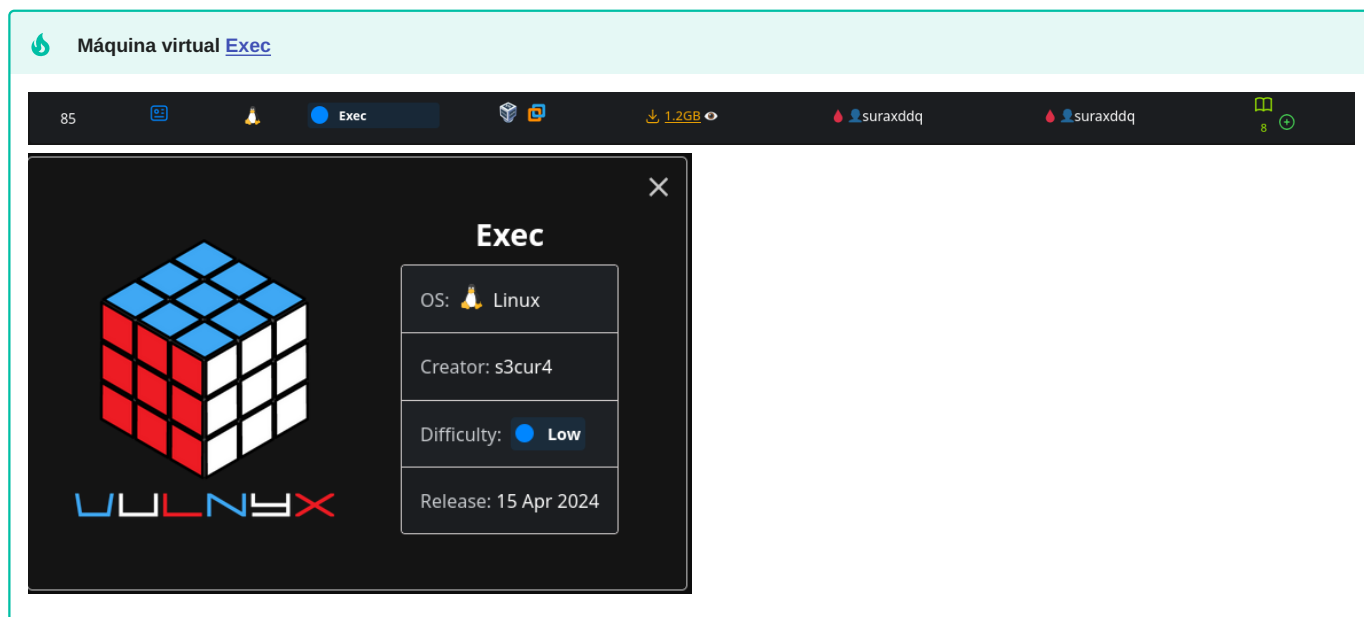 Máquina virtual Exec
85 Exec 1.2GB suraxddq suraxddq 8
Exec
OS: Linux
Creator: s3cur4
Difficulty: Low
Release: 15 Apr 2024
VULNYX